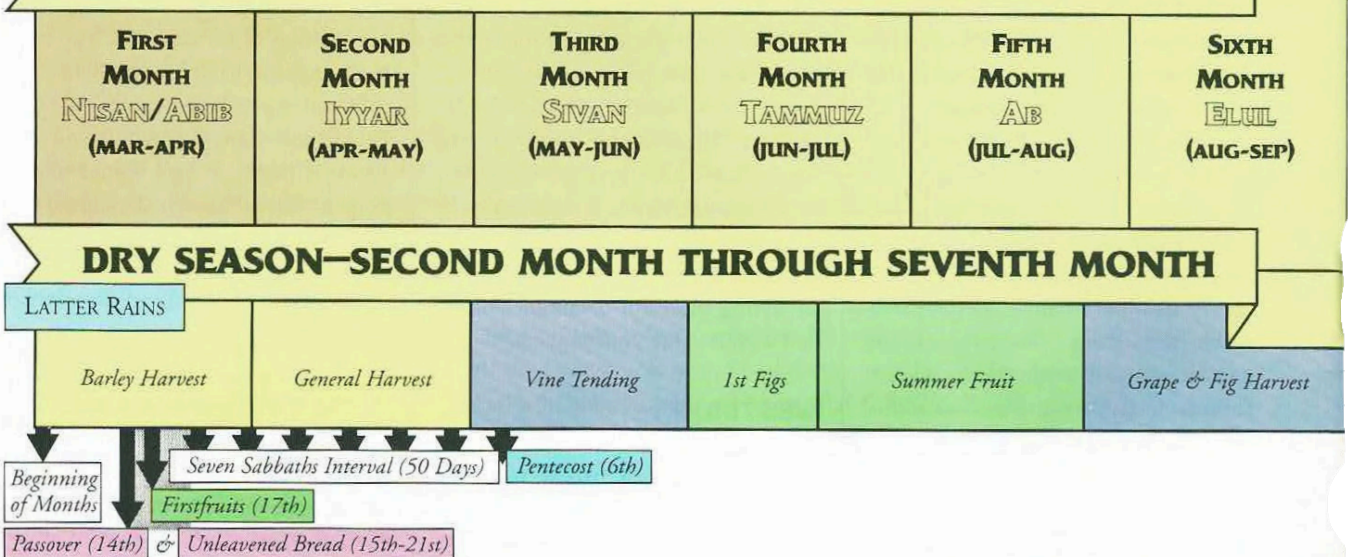 FIRST
MONTH
NISAN/ABIB
(MAR-APR)
SECOND
MONTH
IYYAR
(APR-MAY)
THIRD
MONTH
SIVAN
(MAY-JUN)
FOURTH
MONTH
TAMMUZ
(JUN-JUL)
FIFTH
MONTH
AB
(JUL-AUG)
SIXTH
MONTH
ELUL
(AUG-SEP)
DRY SEASON—SECOND MONTH THROUGH SEVENTH MONTH
LATTER RAINS
Barley Harvest
General Harvest
Vine Tending
1st Figs
Summer Fruit
Grape & Fig Harvest
Beginning
of Months
Seven Sabbaths Interval (50 Days)
Pentecost (6th)
Firstfruits (17th)
Passover (14th) & Unleavened Bread (15th-21st)